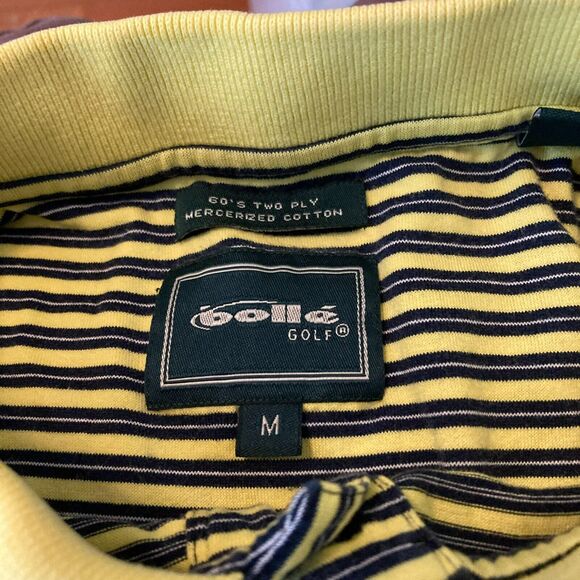 60'S TWO PLY
MERCERIZED COTTON
bollé
GOLF®
M